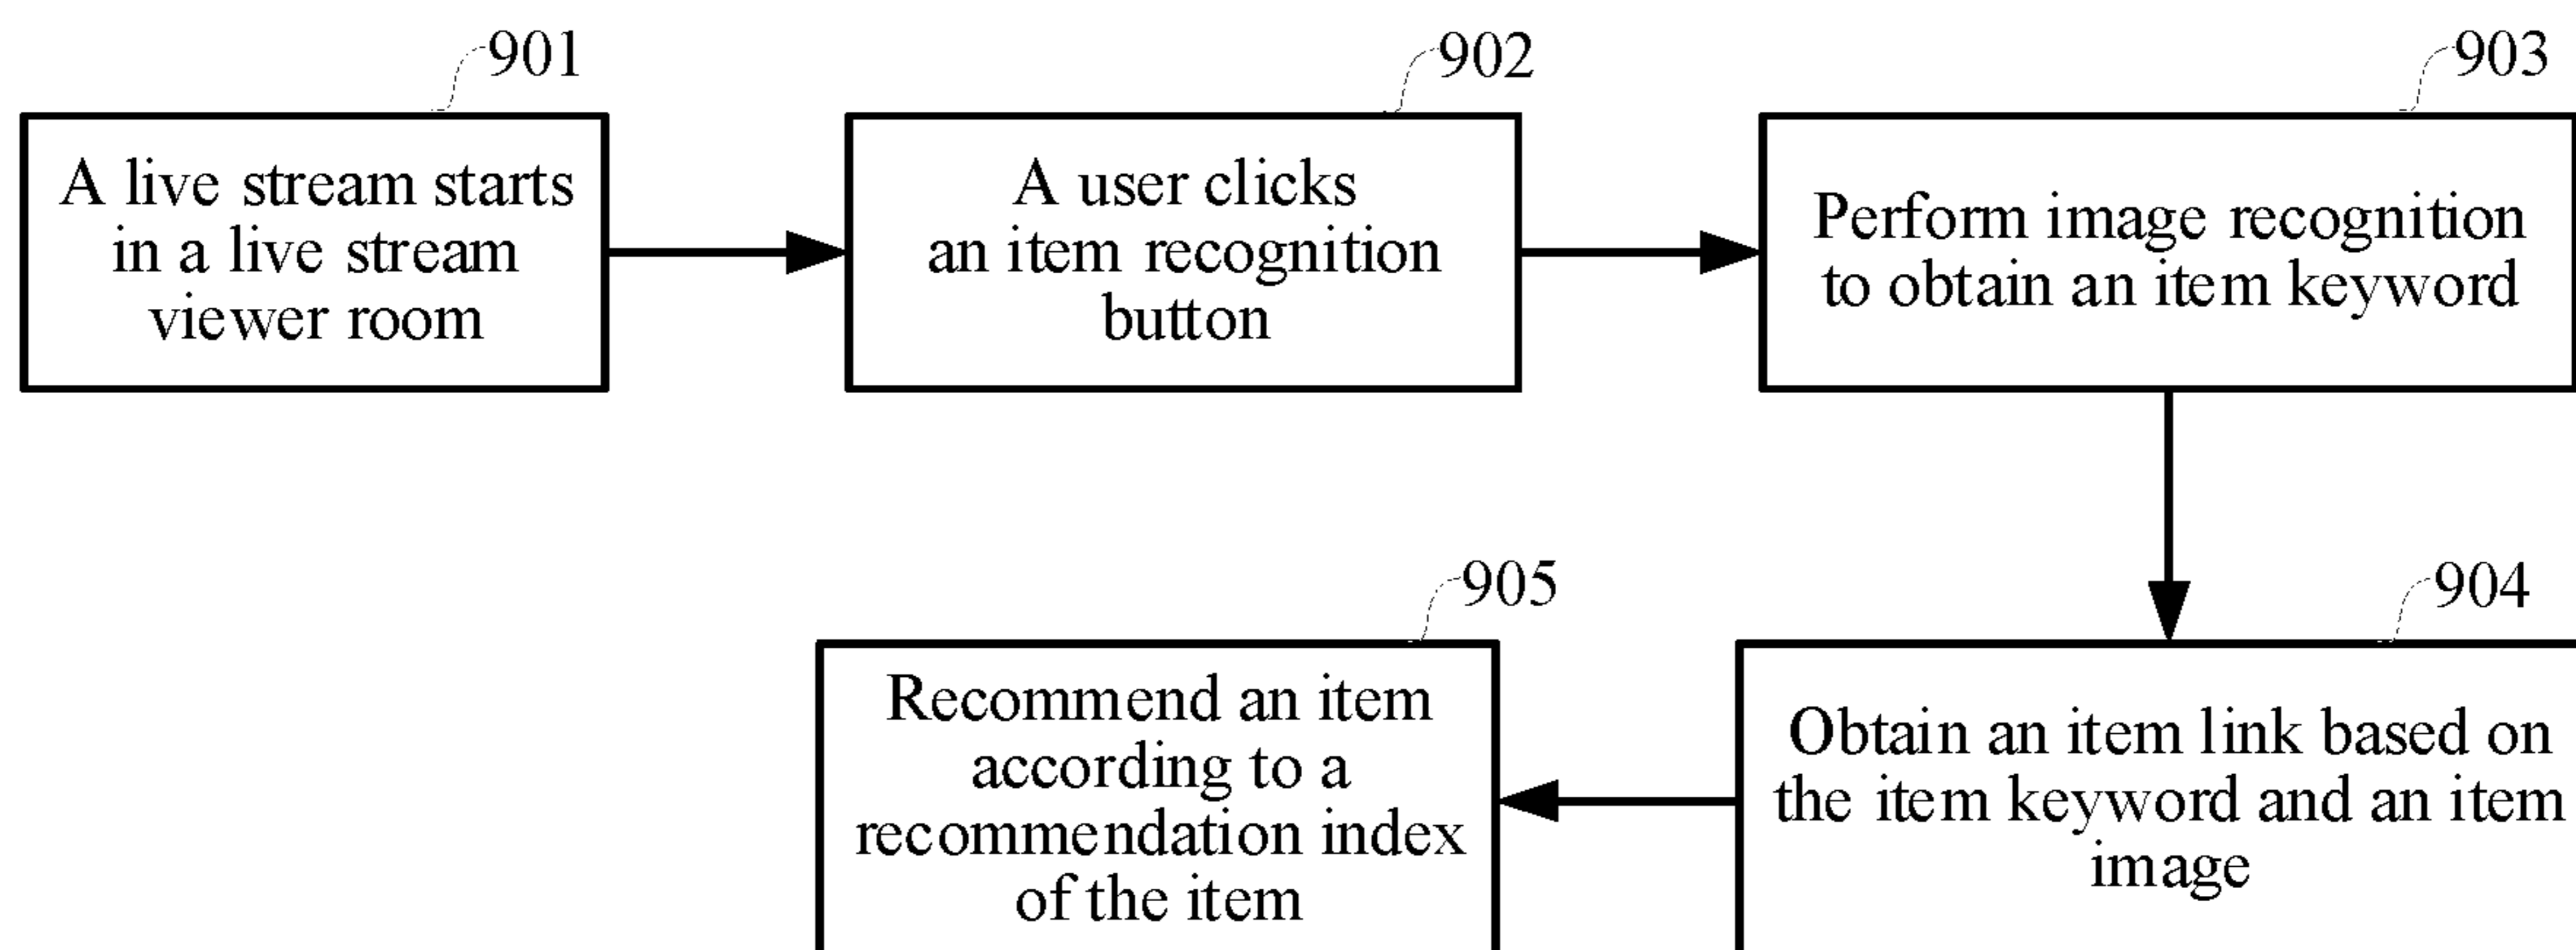 901
A live stream starts
in a live stream
viewer room
902
A user clicks
an item recognition
button
903
Perform image recognition
to obtain an item keyword
904
Obtain an item link based on
the item keyword and an item
image
905
Recommend an item
according to a
recommendation index
of the item